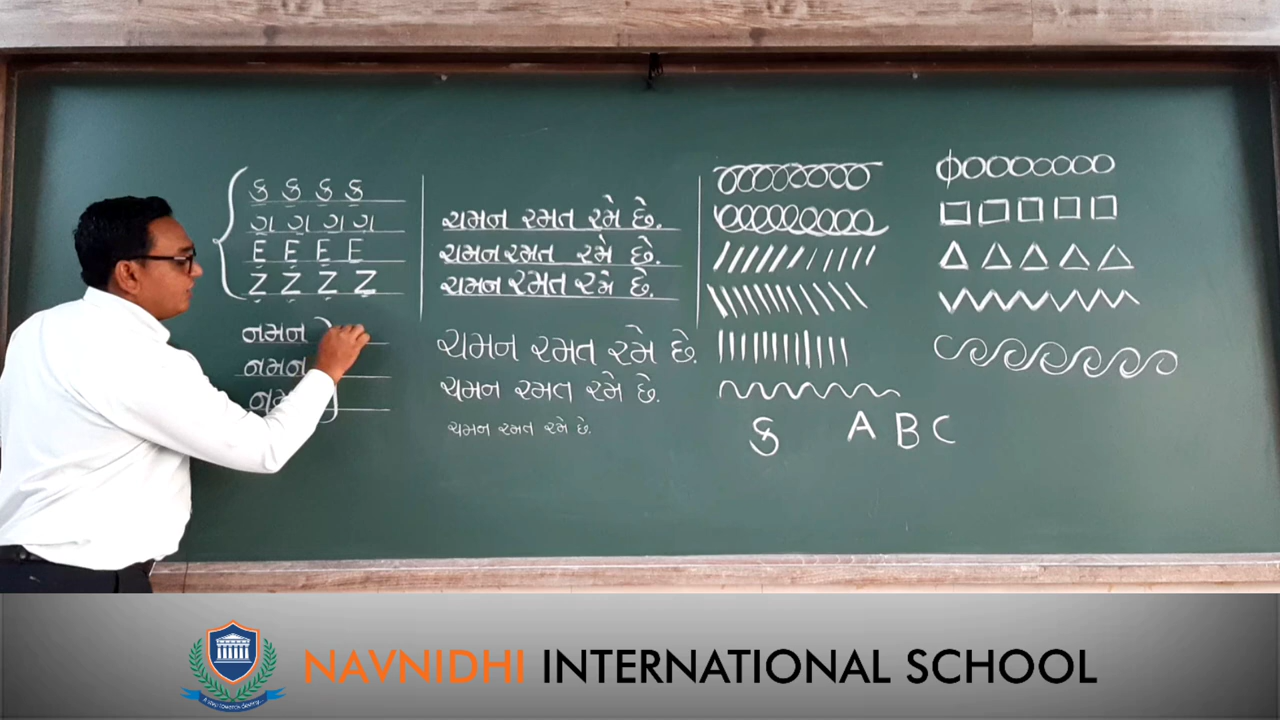 ક ક ક ક
ગ ગ ગ ગ
E E E E
Z Z Z Z
નમન
નમન
ચમન રમત રમે છે.
ચમન રમત રમે છે.
ચમન રમત રમે છે.
ચમન રમત રમે છે.
ચમન રમત રમે છે.
ચમન રમત રમે છે.
ક A B C
NAVNIDHI INTERNATIONAL SCHOOL